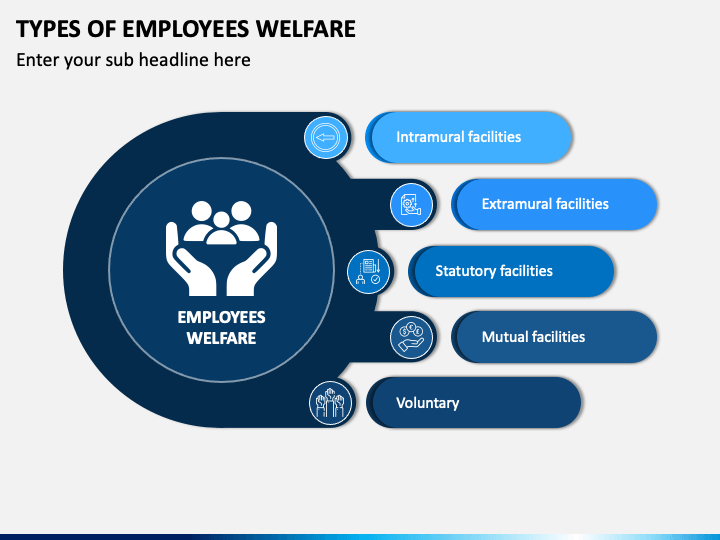 TYPES OF EMPLOYEES WELFARE
Enter your sub headline here
Intramural facilities
Extramural facilities
Statutory facilities
EMPLOYEES
WELFARE
Mutual facilities
Voluntary